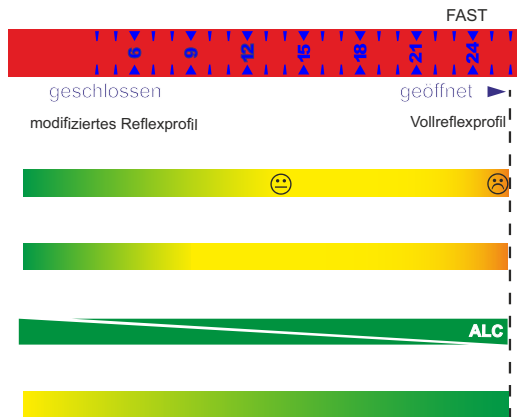 FAST
6 9 12 15 18 21 24
geschlossen geöffnet
modifiziertes Reflexprofil Vollreflexprofil
ALC